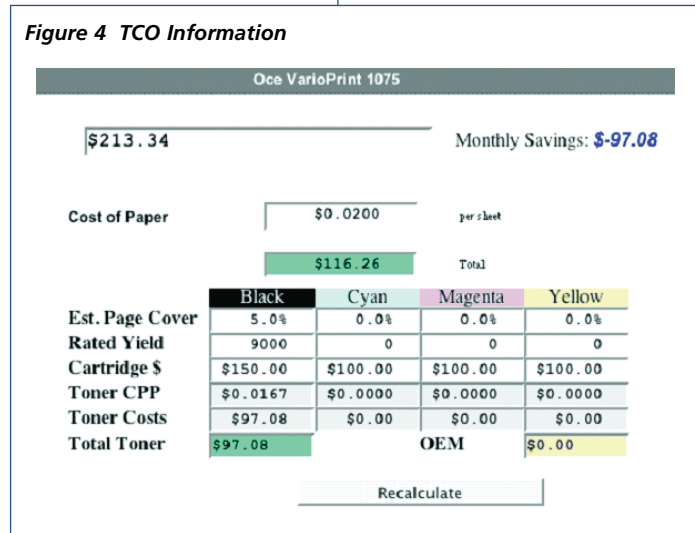 Figure 4 TCO Information
Oce VarioPrint 1075
$213.34 Monthly Savings: $-97.08
Cost of Paper $0.0200 per sheet
$116.26 Total
Black Cyan Magenta Yellow
Est. Page Cover 5.0% 0.0% 0.0% 0.0%
Rated Yield 9000 0 0 0
Cartridge $ $150.00 $100.00 $100.00 $100.00
Toner CPP $0.0167 $0.0000 $0.0000 $0.0000
Toner Costs $97.08 $0.00 $0.00 $0.00
Total Toner $97.08 OEM $0.00
Recalculate